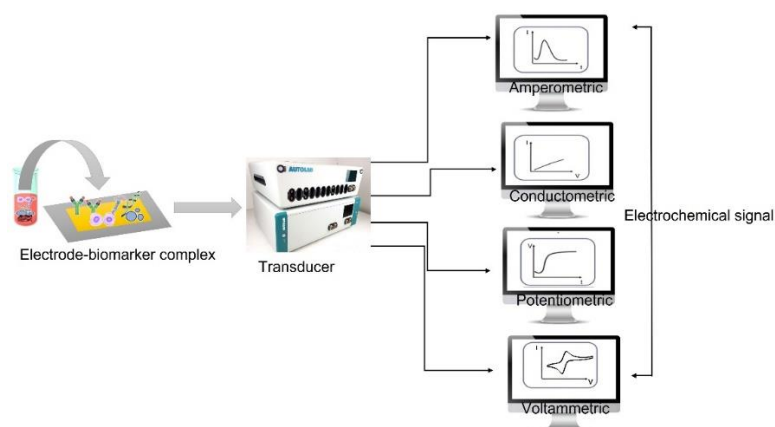 I
t
Amperometric
I
V
Conductometric
Electrochemical signal
AUTOLAB
Electrode-biomarker complex
Transducer
V
t
Potentiometric
I
V
Voltammetric